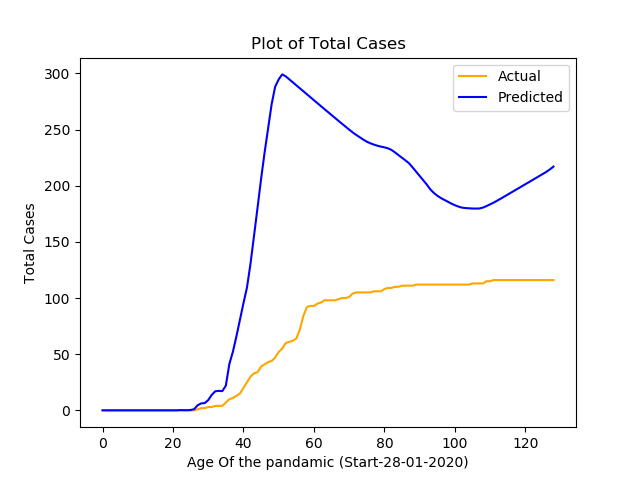 Plot of Total Cases
Actual
Predicted
300
250
200
150
100
50
0
Total Cases
0 20 40 60 80 100 120
Age Of the pandamic (Start-28-01-2020)